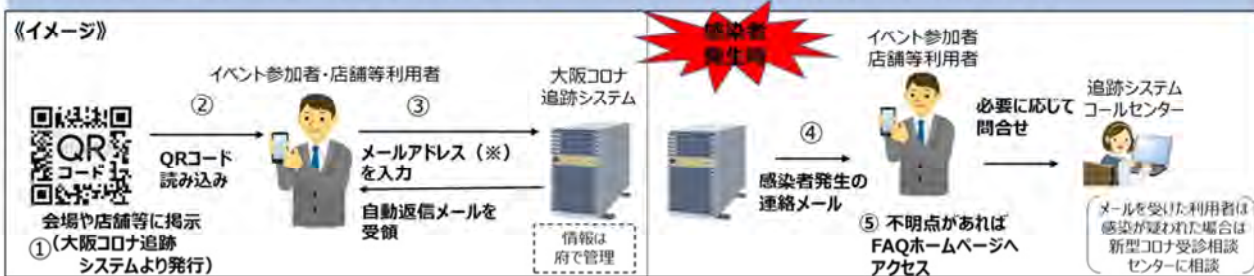 《イメージ》
QR
コード
会場や店舗等に掲示
①(大阪コロナ追跡
システムより発行)
②
QRコード
読み込み
イベント参加者・店舗等利用者
③
メールアドレス（※）
を入力
自動返信メールを
受領
大阪コロナ
追跡システム
情報は
府で管理
感染者
発生時
④
感染者発生の
連絡メール
イベント参加者
店舗等利用者
⑤ 不明点があれば
FAQホームページへ
アクセス
必要に応じて
問合せ
追跡システム
コールセンター
メールを受けた利用者は
感染が疑われた場合は
新型コロナ受診相談
センターに相談